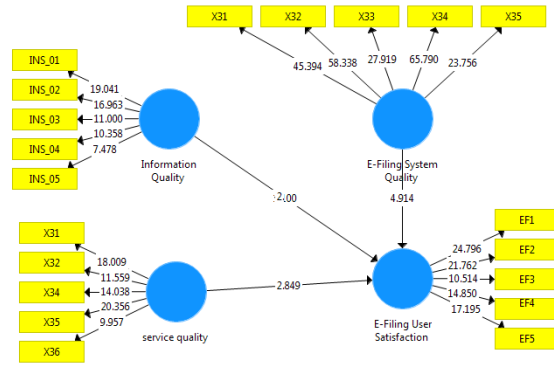 X31
X32
X33
X34
X35
45.394
58.338
27.919
65.790
23.756
INS_01
INS_02
INS_03
INS_04
INS_05
19.041
16.963
11.000
10.358
7.478
Information
Quality
E-Filing System
Quality
4.914
X31
X32
X34
X35
X36
18.009
11.559
14.038
20.356
9.957
service quality
2.849
E-Filing User
Satisfaction
24.796
21.762
10.514
14.850
17.195
EF1
EF2
EF3
EF4
EF5